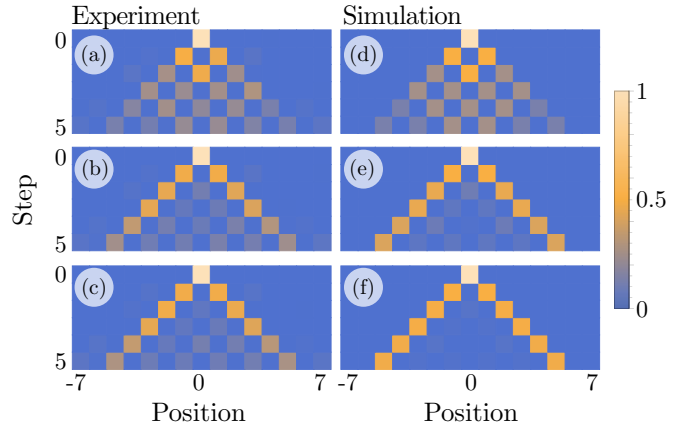 Experiment Simulation
0 (a) (d)
5 1
0 (b) (e)
Step 0.5
5
0 (c) (f)
0
5
-7 0 7 -7 0 7
Position Position